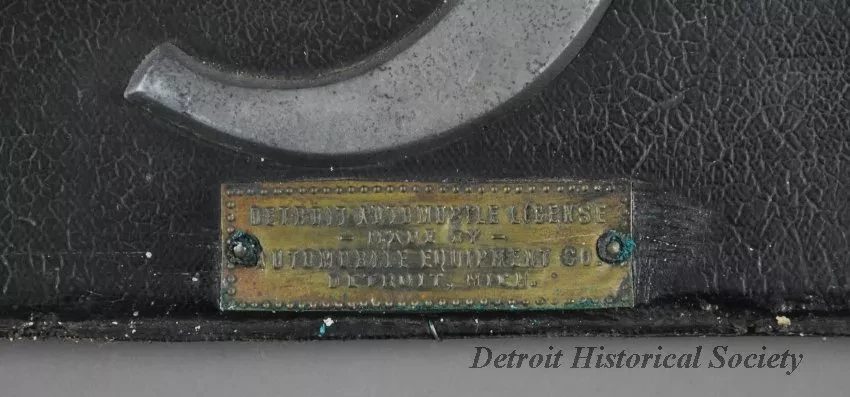 DETROIT AUTOMOBILE LICENSE
- MADE BY -
AUTOMOBILE EQUIPMENT CO.
DETROIT, MICH.
Detroit Historical Society